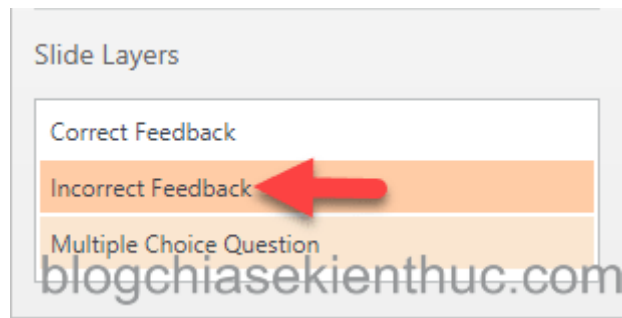 Slide Layers
Correct Feedback
Incorrect Feedback
Multiple Choice Question
blogchiasekienthuc.com